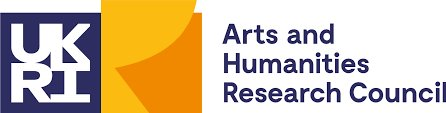 UK
RI
Arts and
Humanities
Research Council